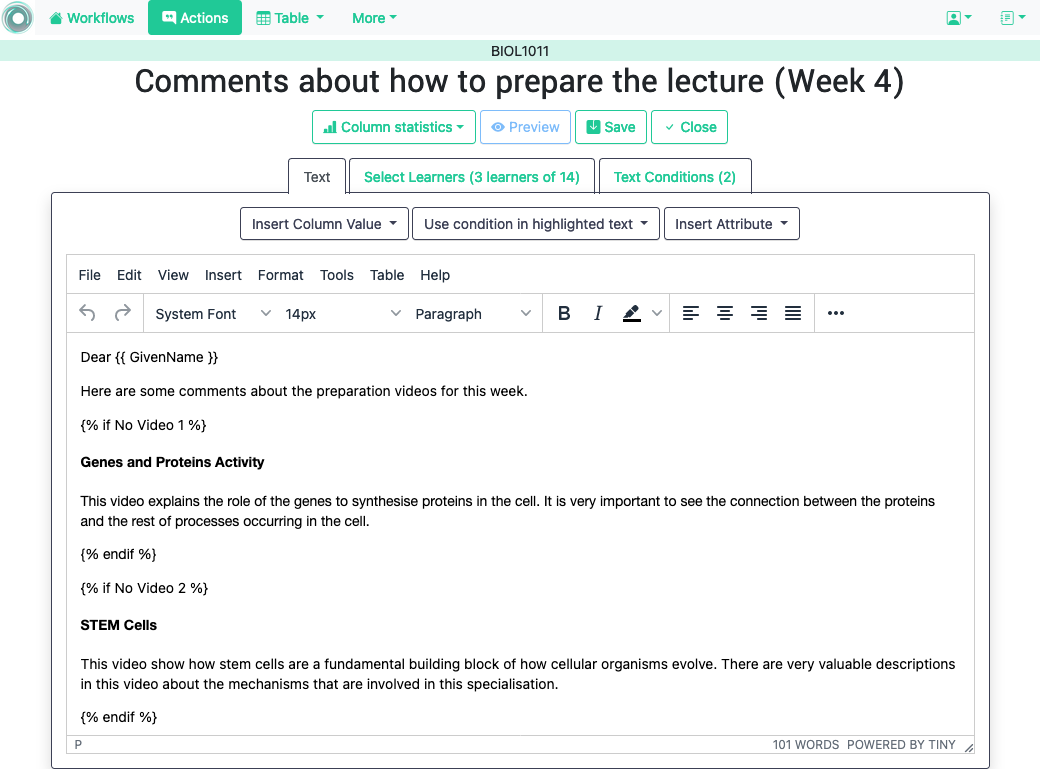 Workflows Actions Table More
BIOL1011
Comments about how to prepare the lecture (Week 4)
Column statistics Preview Save Close
Text Select Learners (3 learners of 14) Text Conditions (2)
Insert Column Value Use condition in highlighted text Insert Attribute
File Edit View Insert Format Tools Table Help
System Font 14px Paragraph B I
Dear {{ GivenName }}
Here are some comments about the preparation videos for this week.
{% if No Video 1 %}
Genes and Proteins Activity
This video explains the role of the genes to synthesise proteins in the cell. It is very important to see the connection between the proteins
and the rest of processes occurring in the cell.
{% endif %}
{% if No Video 2 %}
STEM Cells
This video show how stem cells are a fundamental building block of how cellular organisms evolve. There are very valuable descriptions
in this video about the mechanisms that are involved in this specialisation.
{% endif %}
P 101 WORDS POWERED BY TINY